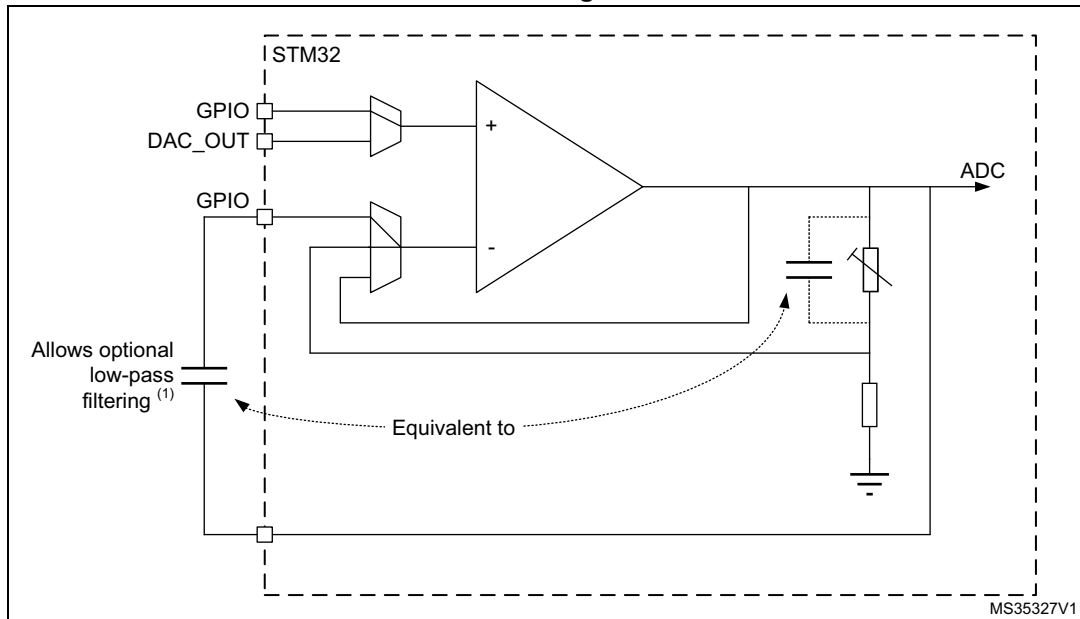 STM32
GPIO
DAC_OUT
+
GPIO
-
ADC
Allows optional
low-pass
filtering (1)
Equivalent to
MS35327V1